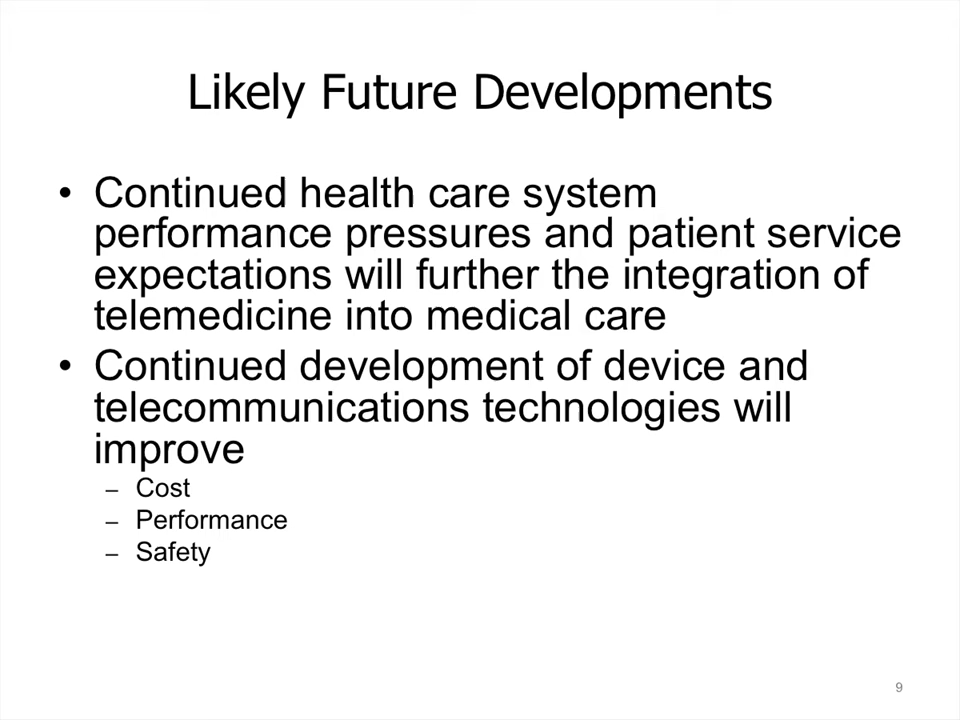 Likely Future Developments
• Continued health care system
performance pressures and patient service
expectations will further the integration of
telemedicine into medical care
• Continued development of device and
telecommunications technologies will
improve
– Cost
– Performance
– Safety
9